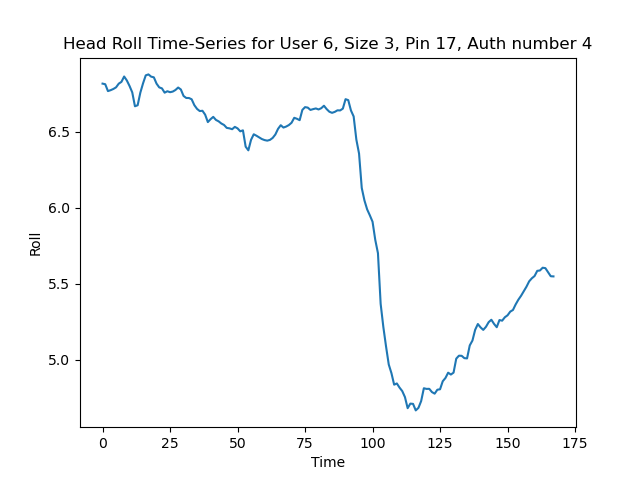 Head Roll Time-Series for User 6, Size 3, Pin 17, Auth number 4
6.5
6.0
5.5
5.0
Roll
0 25 50 75 100 125 150 175
Time